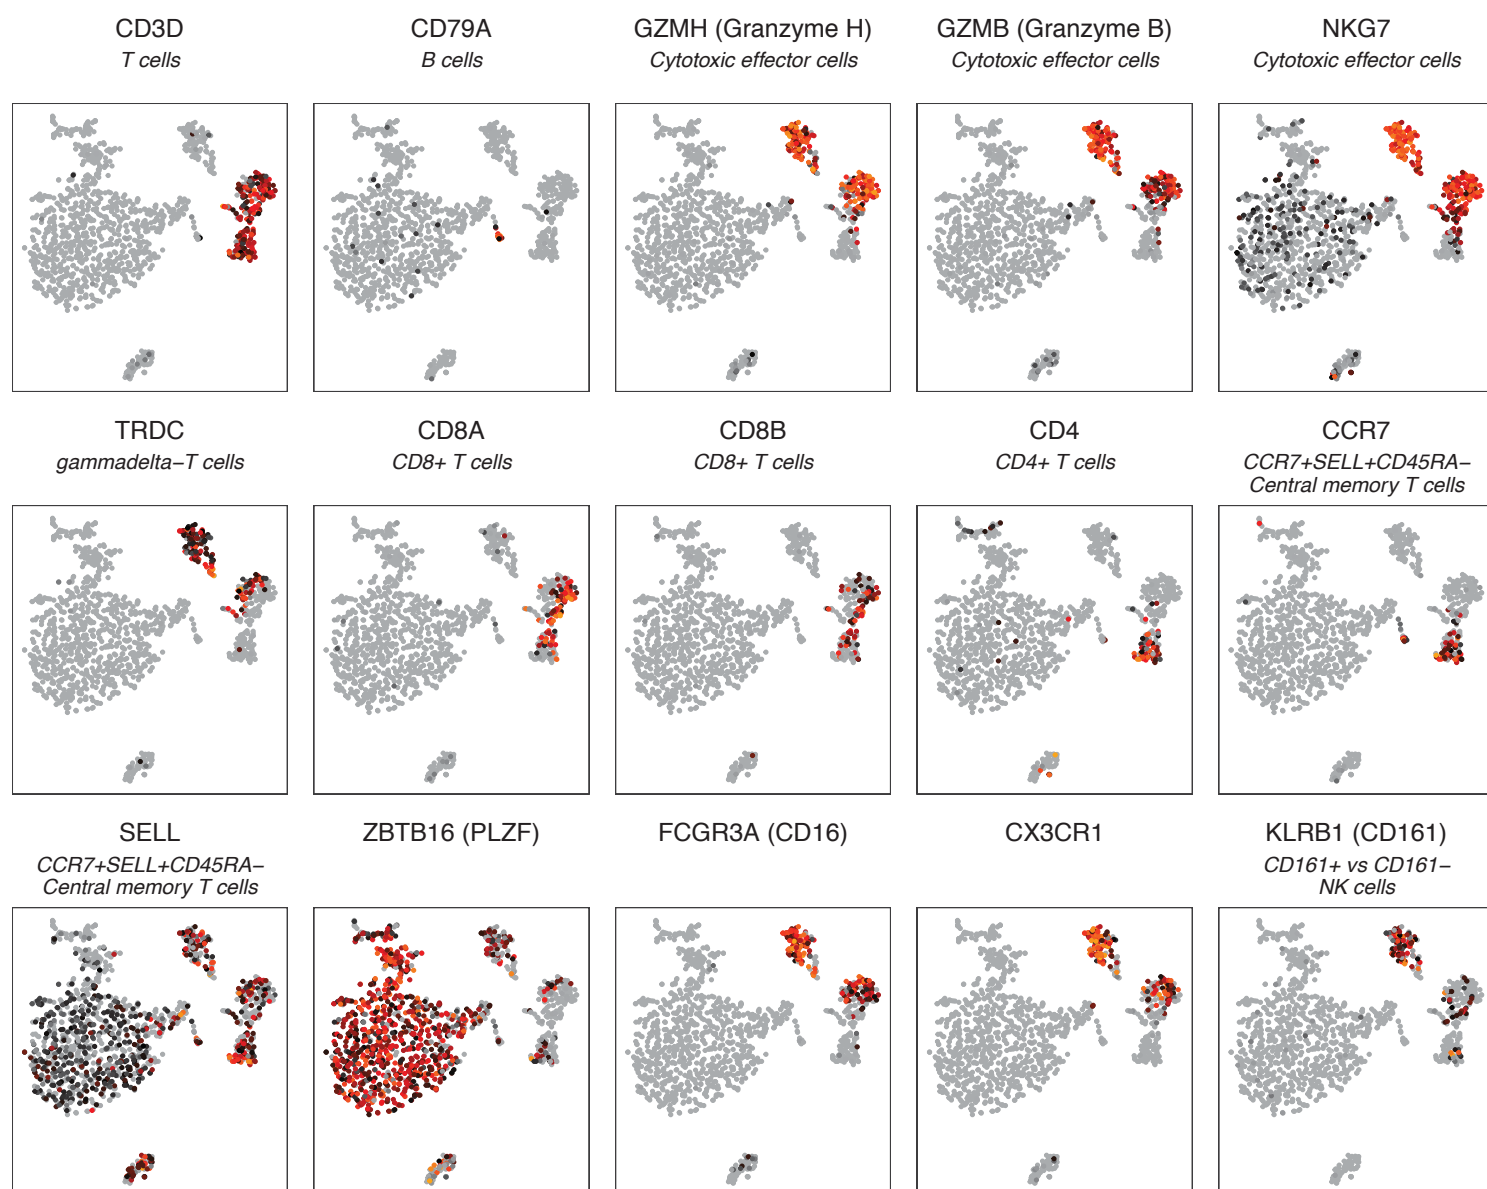 CD3D
T cells
CD79A
B cells
GZMH (Granzyme H)
Cytotoxic effector cells
GZMB (Granzyme B)
Cytotoxic effector cells
NKG7
Cytotoxic effector cells
TRDC
gammadelta−T cells
CD8A
CD8+ T cells
CD8B
CD8+ T cells
CD4
CD4+ T cells
CCR7
CCR7+SELL+CD45RA−
Central memory T cells
SELL
CCR7+SELL+CD45RA−
Central memory T cells
ZBTB16 (PLZF)
FCGR3A (CD16)
CX3CR1
KLRB1 (CD161)
CD161+ vs CD161−
NK cells